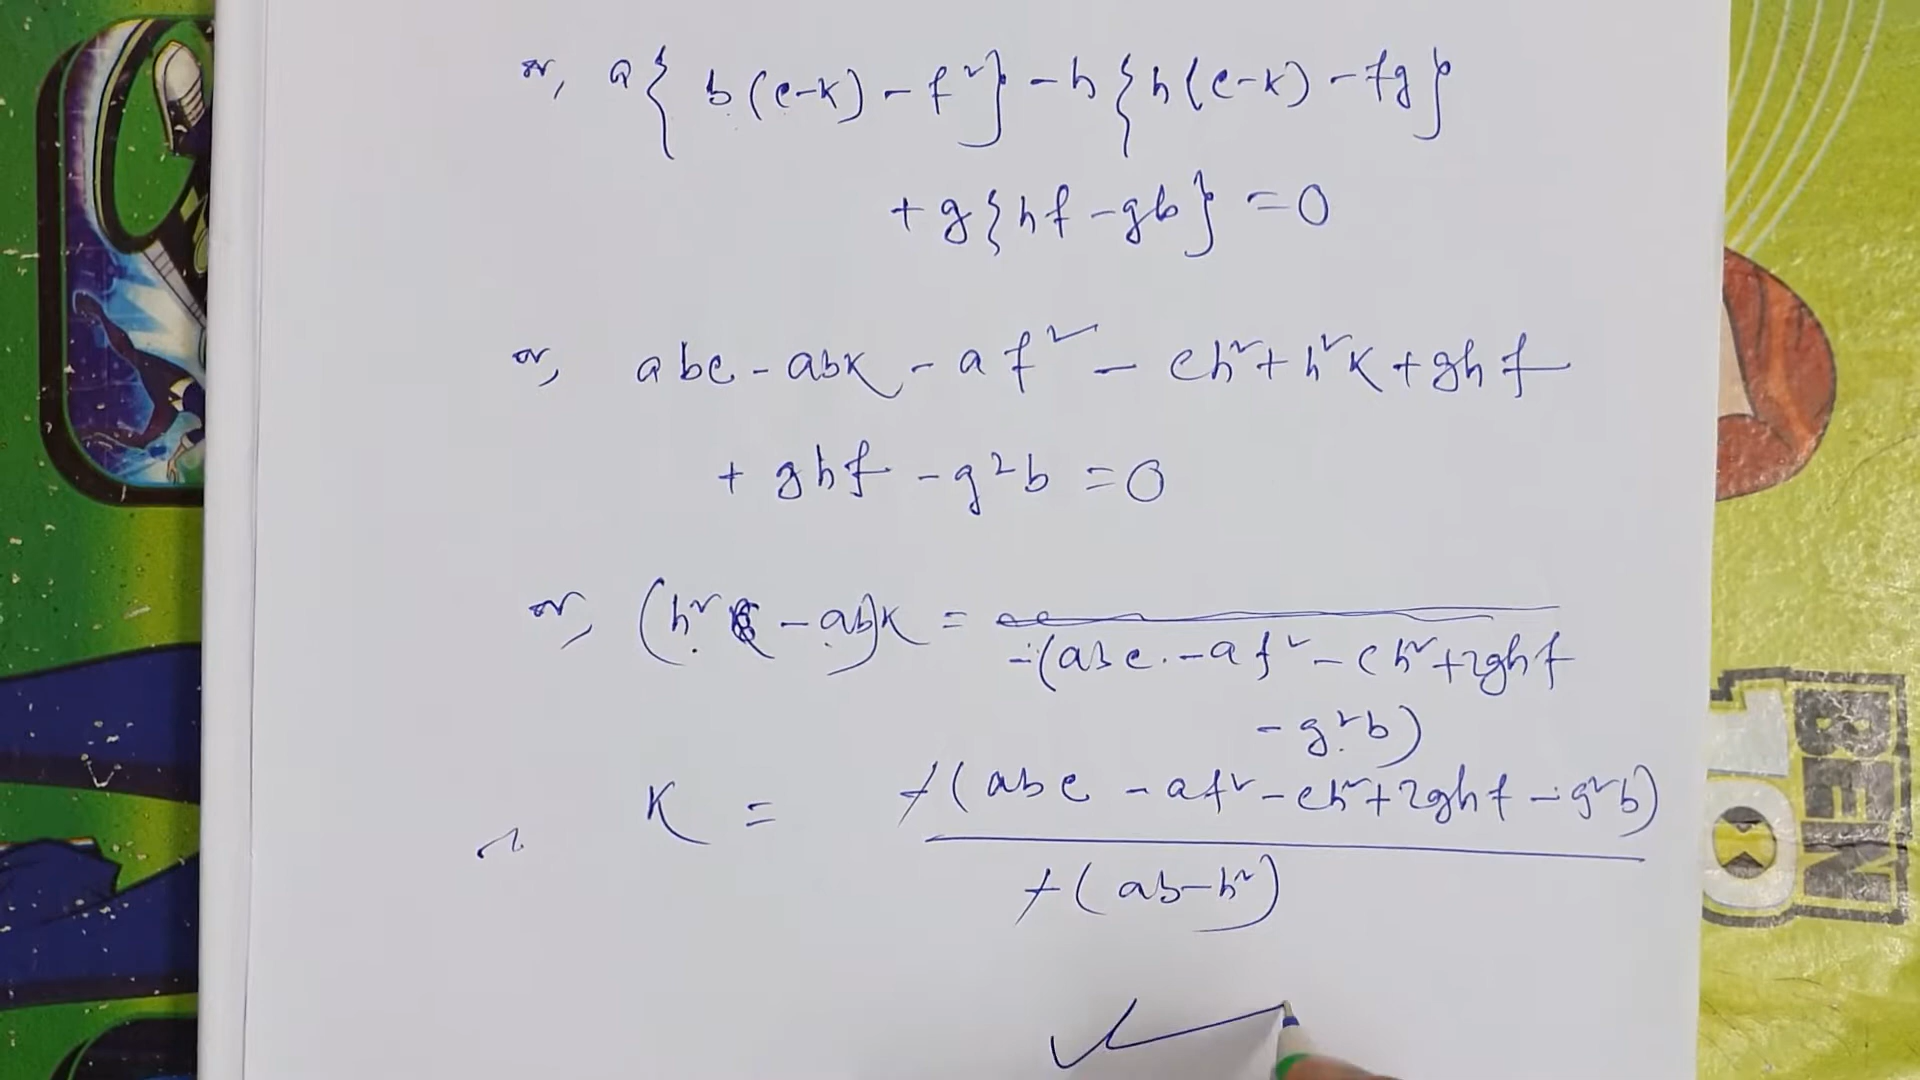 or, a{ b(c-k) - f²} - h{h(c-k) - fg}
+ g{hf - gb} = 0
or, abc - abk - af² - ch² + h²k + ghf
+ ghf - g²b = 0
or, (h² - ab)k =
-(abc - af² - ch² + 2ghf
- g²b)
K = -(abc - af² - ch² + 2ghf - g²b)
-(ab - h²)
BEN
10